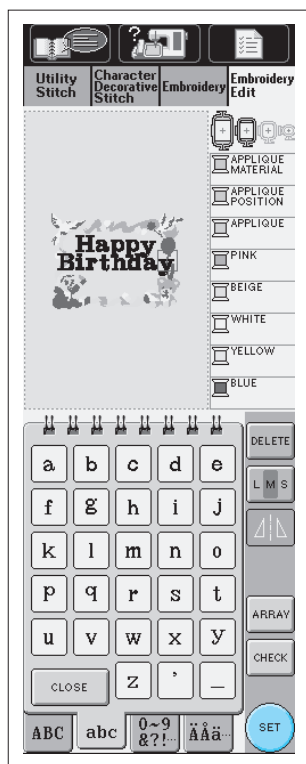 Utility
Stitch
Character
Decorative
Stitch
Embroidery
Embroidery
Edit
APPLIQUE
MATERIAL
APPLIQUE
POSITION
APPLIQUE
PINK
BEIGE
WHITE
YELLOW
BLUE
Happy
Birthday
DELETE
a b c d e
L M S
f g h i j
k l m n o
p q r s t
ARRAY
u v w x y
CHECK
CLOSE z ' _
ABC abc 0~9
&?!... ÄÅä...
SET